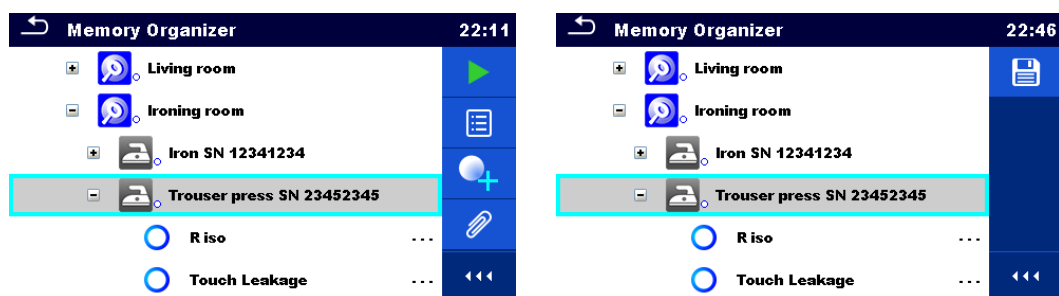 Memory Organizer 22:11
Living room
Ironing room
Iron SN 12341234
Trouser press SN 23452345
R iso ...
Touch Leakage ...
Memory Organizer 22:46
Living room
Ironing room
Iron SN 12341234
Trouser press SN 23452345
R iso ...
Touch Leakage ...